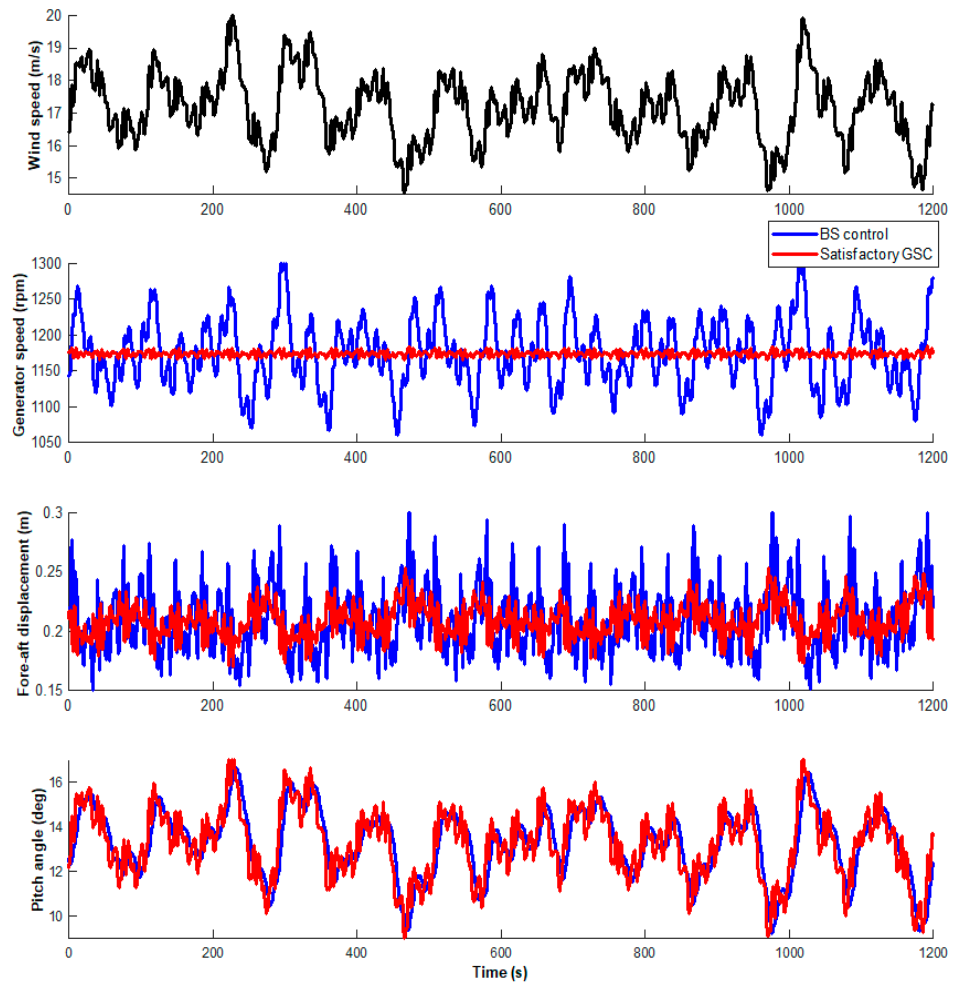 20
19
18
17
16
15
Wind speed (m/s)
0 200 400 600 800 1000 1200
BS control
Satisfactory GSC
1300
1250
1200
1150
1100
1050
Generator speed (rpm)
0 200 400 600 800 1000 1200
0.3
0.25
0.2
0.15
Fore-aft displacement (m)
0 200 400 600 800 1000 1200
16
14
12
10
Pitch angle (deg)
0 200 400 600 800 1000 1200
Time (s)